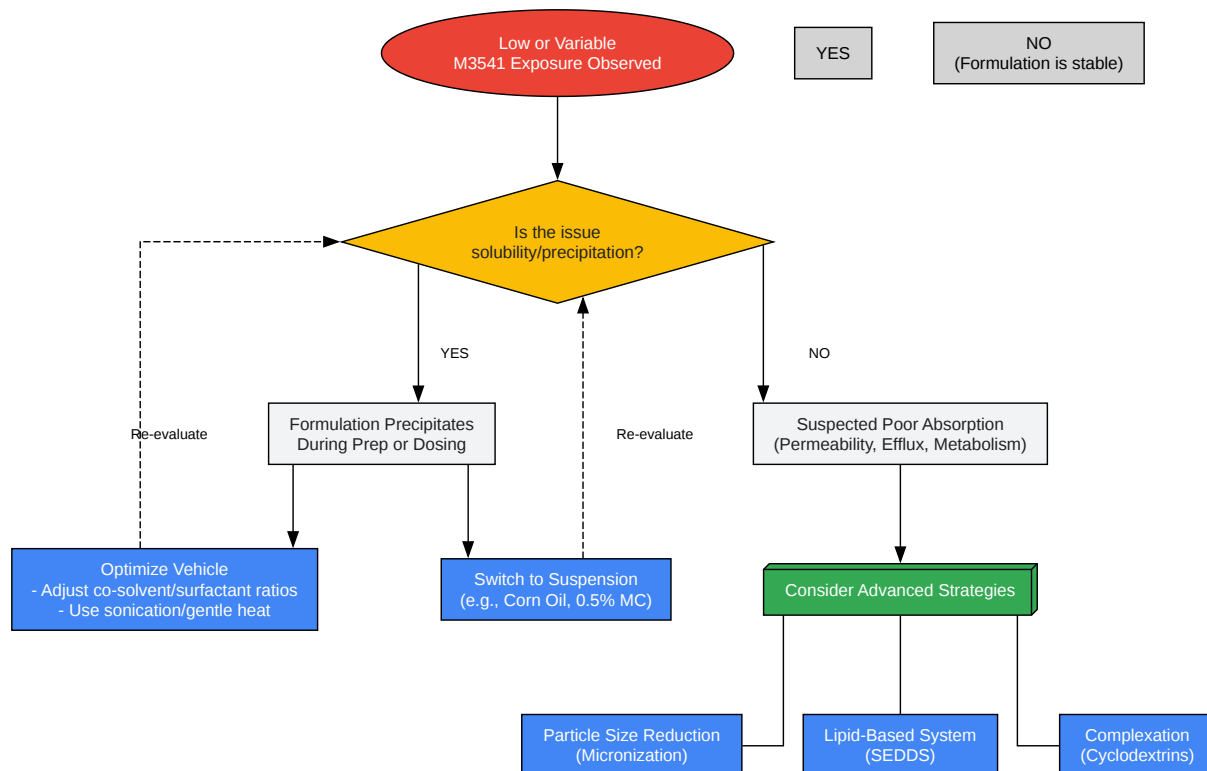 Low or Variable
M3541 Exposure Observed
YES
NO
(Formulation is stable)
Is the issue
solubility/precipitation?
YES
NO
Formulation Precipitates
During Prep or Dosing
Re-evaluate
Re-evaluate
Suspected Poor Absorption
(Permeability, Efflux, Metabolism)
Optimize Vehicle
- Adjust co-solvent/surfactant ratios
- Use sonication/gentle heat
Switch to Suspension
(e.g., Corn Oil, 0.5% MC)
Consider Advanced Strategies
Particle Size Reduction
(Micronization)
Lipid-Based System
(SEDDS)
Complexation
(Cyclodextrins)